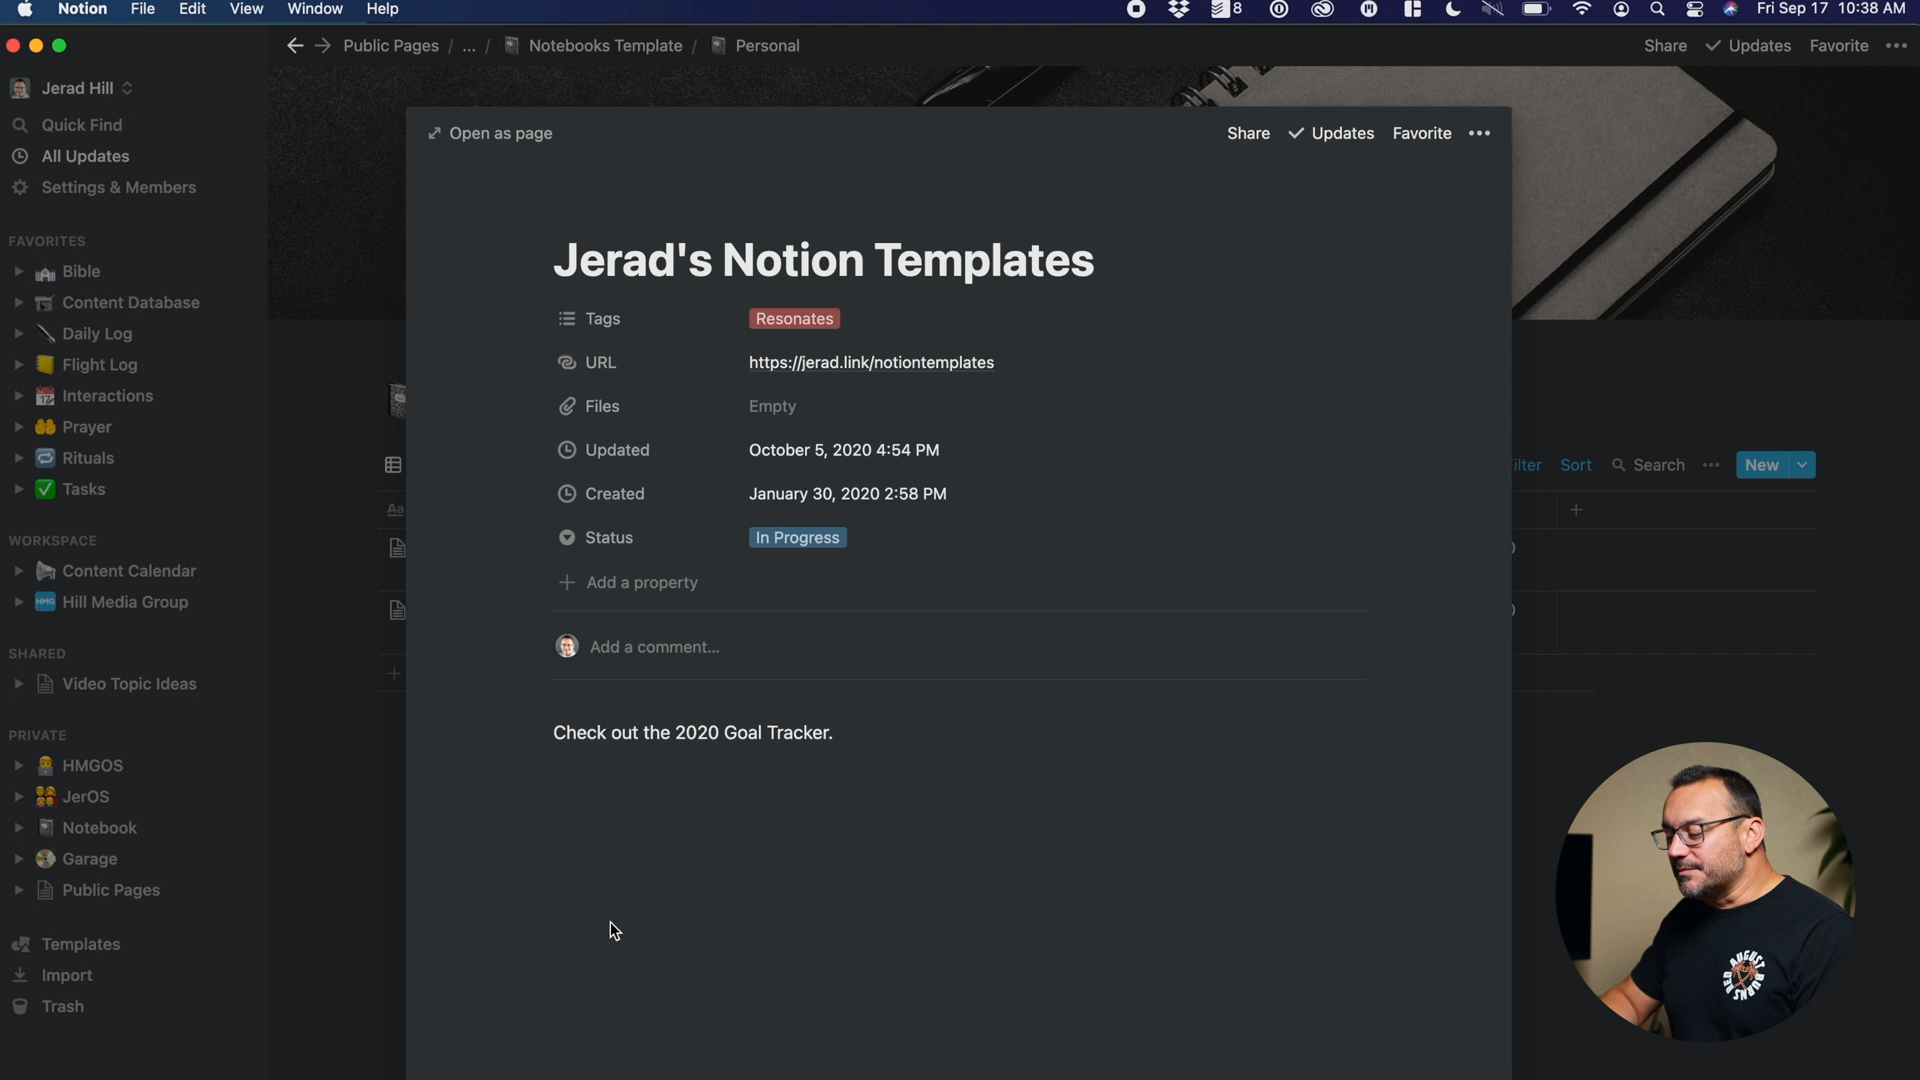 Notion File Edit View Window Help
8
Fri Sep 17 10:38 AM
Public Pages / ... / Notebooks Template / Personal
Share Updates Favorite
Jerad Hill
Quick Find
All Updates
Settings & Members
FAVORITES
Bible
Content Database
Daily Log
Flight Log
Interactions
Prayer
Rituals
Tasks
WORKSPACE
Content Calendar
HMG Hill Media Group
SHARED
Video Topic Ideas
PRIVATE
HMGOS
JerOS
Notebook
Garage
Public Pages
Templates
Import
Trash
Open as page
Share Updates Favorite
Jerad's Notion Templates
Tags Resonates
URL https://jerad.link/notiontemplates
Files Empty
Updated October 5, 2020 4:54 PM
Created January 30, 2020 2:58 PM
Status In Progress
Add a property
Add a comment...
Check out the 2020 Goal Tracker.
Sort Search New
Aa
AUGUST BURNS RED